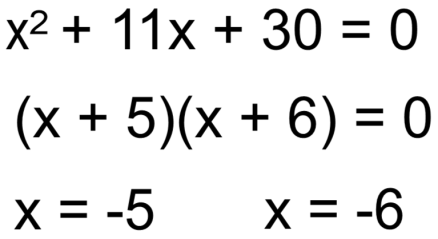 x² + 11x + 30 = 0
(x + 5)(x + 6) = 0
x = -5 x = -6